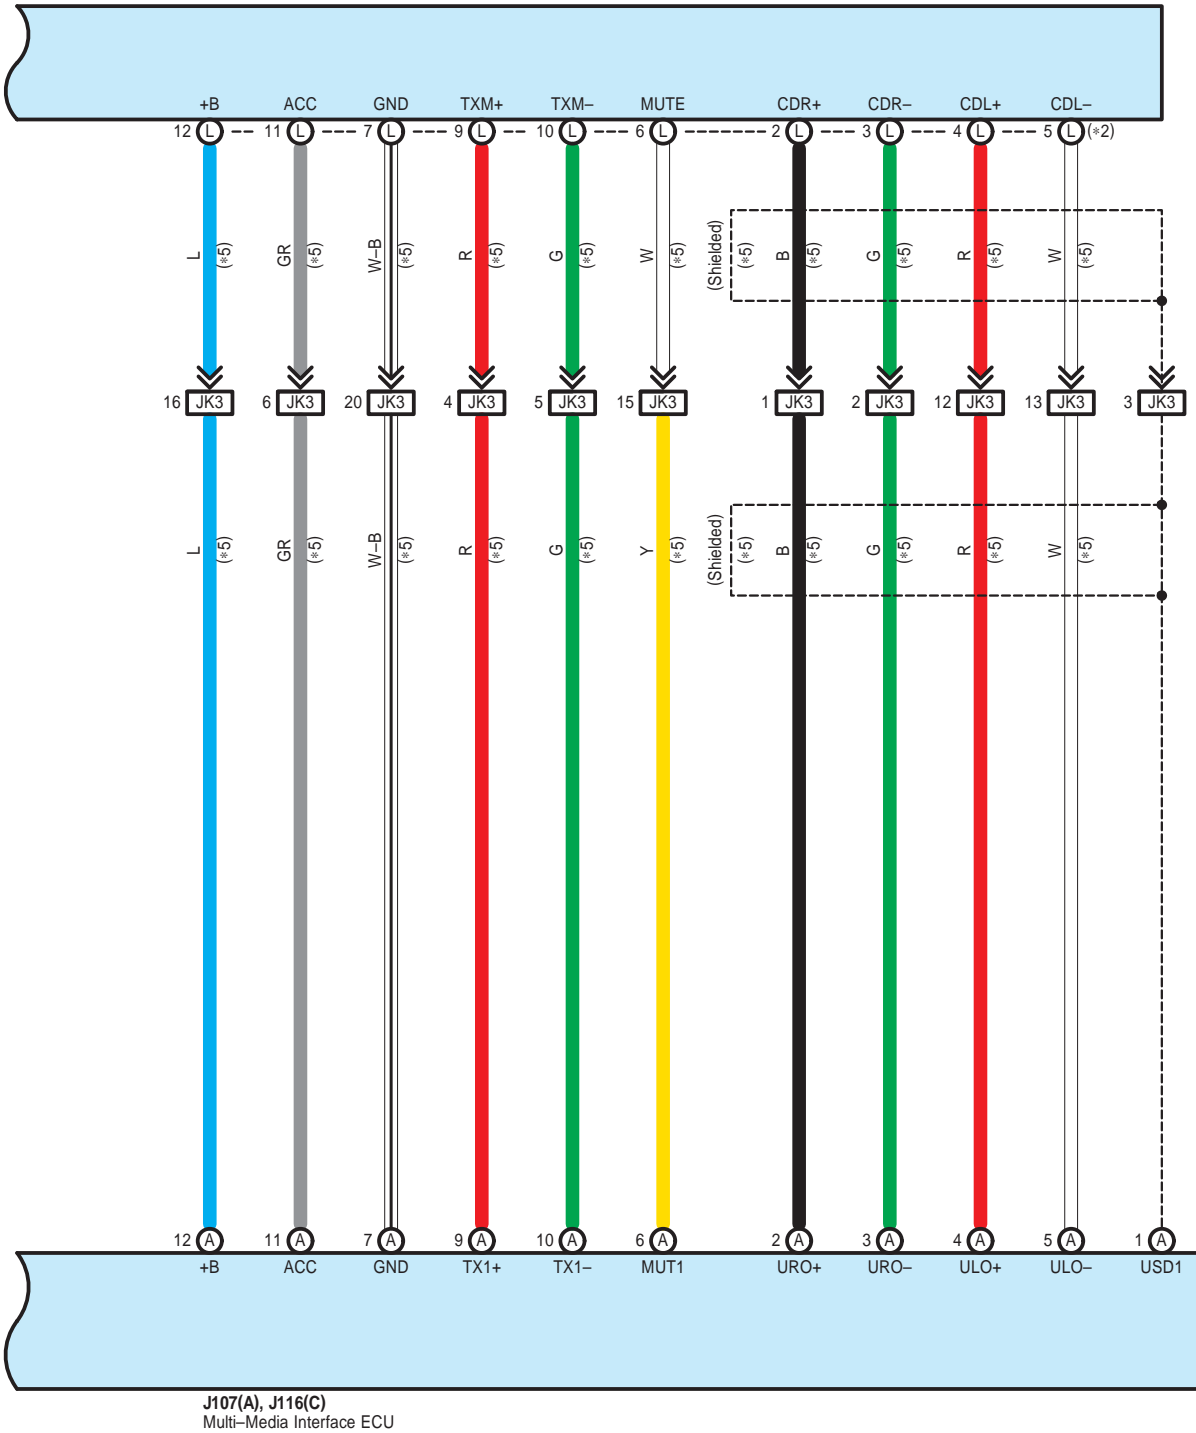 +B ACC GND TXM+ TXM– MUTE CDR+ CDR– CDL+ CDL–
12 L 11 L 7 L 9 L 10 L 6 L 2 L 3 L 4 L 5 L (*2)
L (*5) GR (*5) W–B (*5) R (*5) G (*5) W (*5) (Shielded) (*5) B (*5) G (*5) R (*5) W (*5)
16 JK3 6 JK3 20 JK3 4 JK3 5 JK3 15 JK3 1 JK3 2 JK3 12 JK3 13 JK3 3 JK3
L (*5) GR (*5) W–B (*5) R (*5) G (*5) Y (*5) (Shielded) (*5) B (*5) G (*5) R (*5) W (*5)
12 A 11 A 7 A 9 A 10 A 6 A 2 A 3 A 4 A 5 A 1 A
+B ACC GND TX1+ TX1– MUT1 URO+ URO– ULO+ ULO– USD1
J107(A), J116(C)
Multi–Media Interface ECU